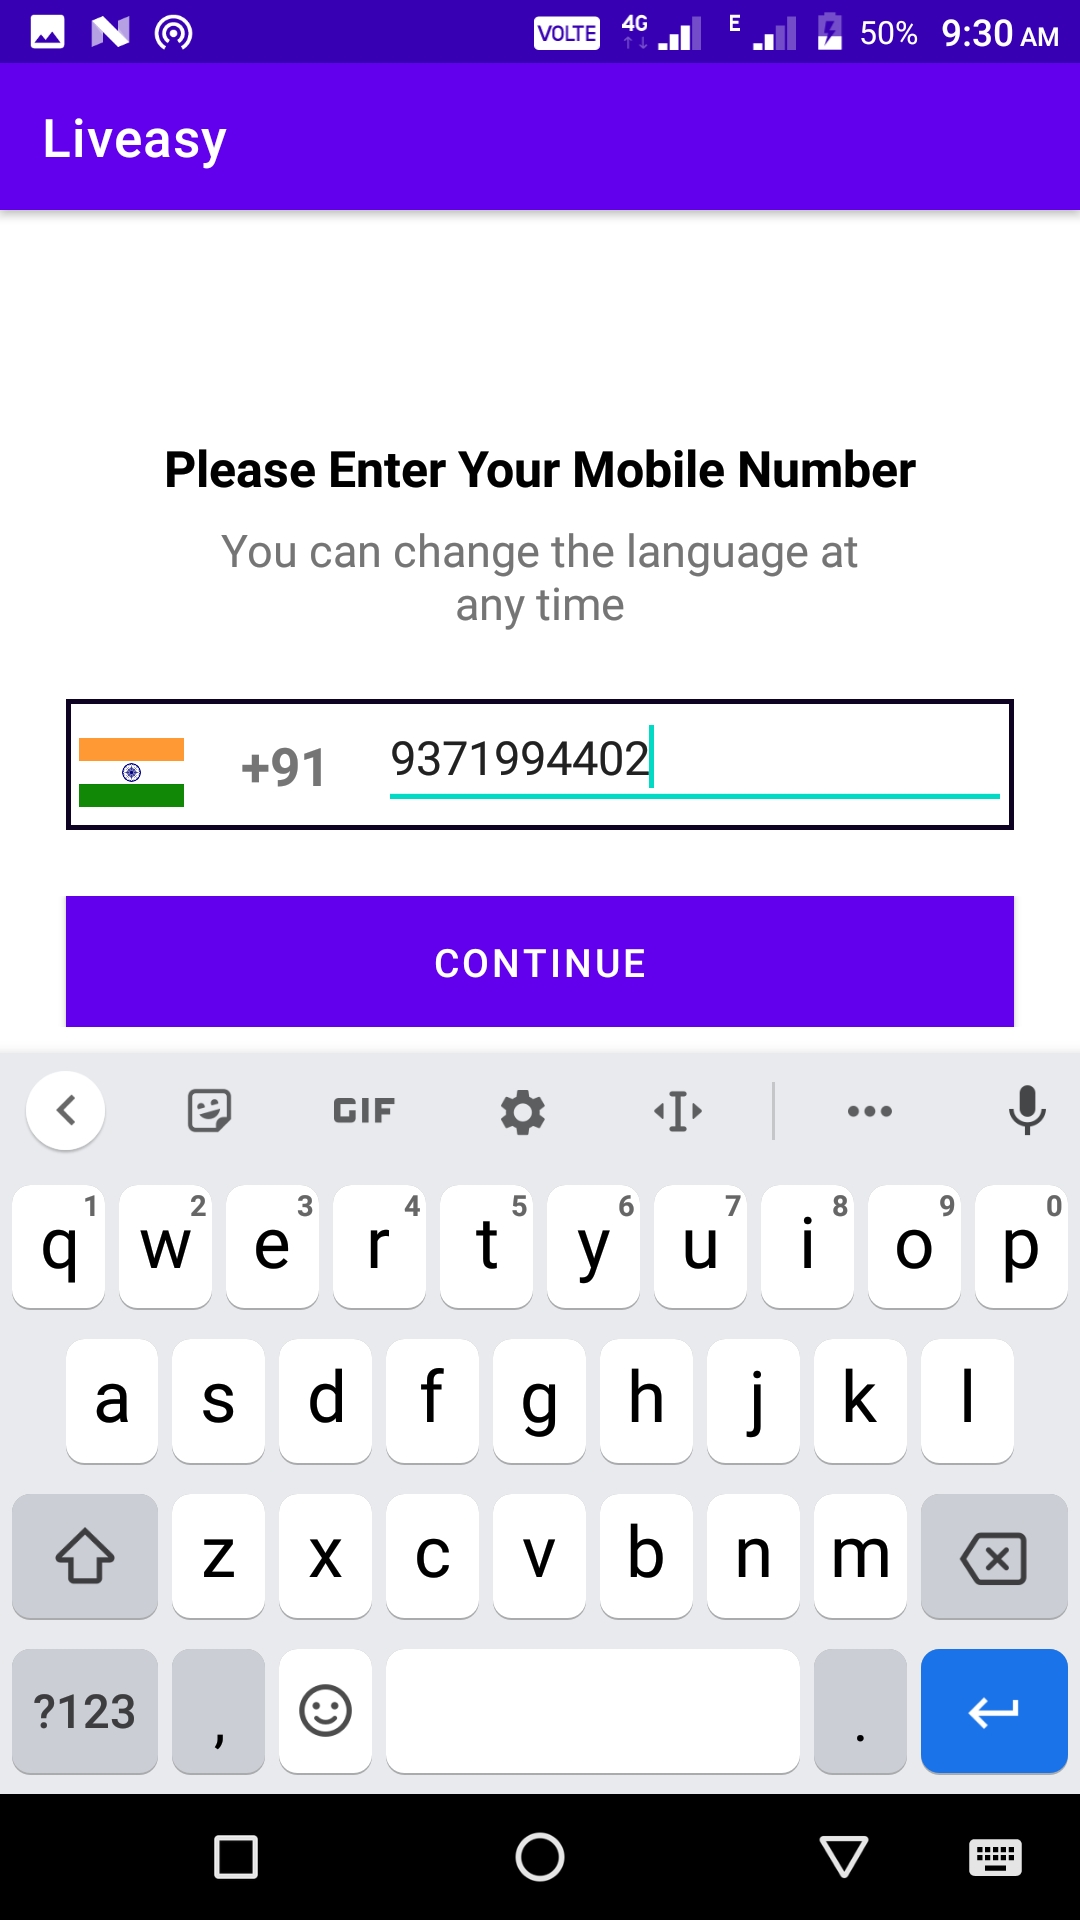 VOLTE 4G E 50% 9:30 AM
Liveasy
Please Enter Your Mobile Number
You can change the language at
any time
+91 9371994402
CONTINUE
GIF
1 2 3 4 5 6 7 8 9 0
q w e r t y u i o p
a s d f g h j k l
z x c v b n m
?123 , .